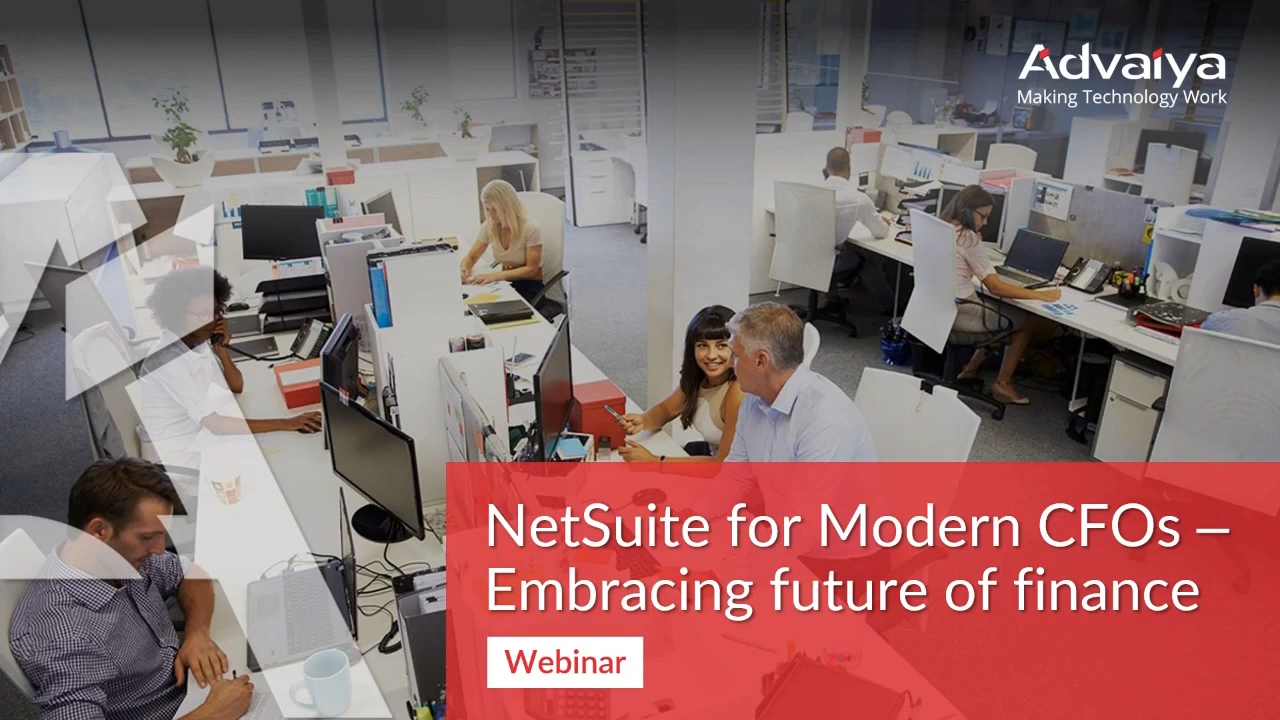 Advaiya
Making Technology Work
NetSuite for Modern CFOs –
Embracing future of finance
Webinar